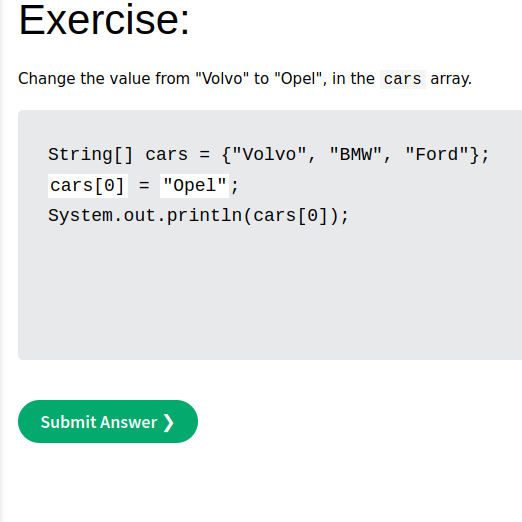 Exercise:
Change the value from "Volvo" to "Opel", in the cars array.
String[] cars = {"Volvo", "BMW", "Ford"};
cars[0] = "Opel";
System.out.println(cars[0]);
Submit Answer ❯